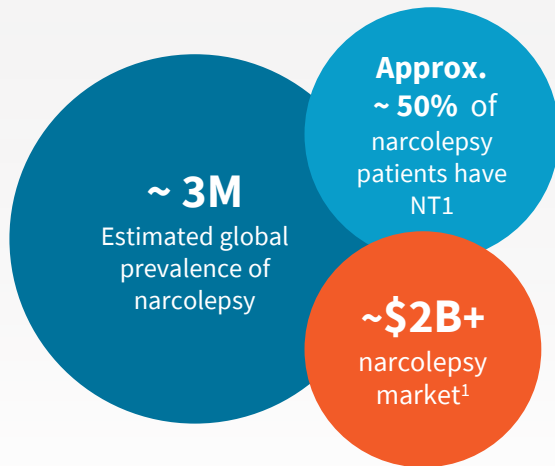 ~ 3M
Estimated global
prevalence of
narcolepsy
Approx.
~ 50% of
narcolepsy
patients have
NT1
~$2B+
narcolepsy
market¹